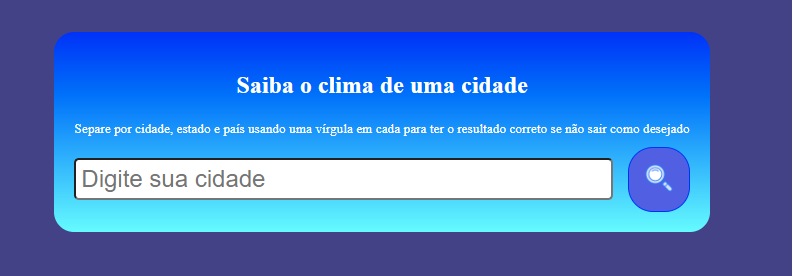 Saiba o clima de uma cidade
Separe por cidade, estado e país usando uma vírgula em cada para ter o resultado correto se não sair como desejado
Digite sua cidade